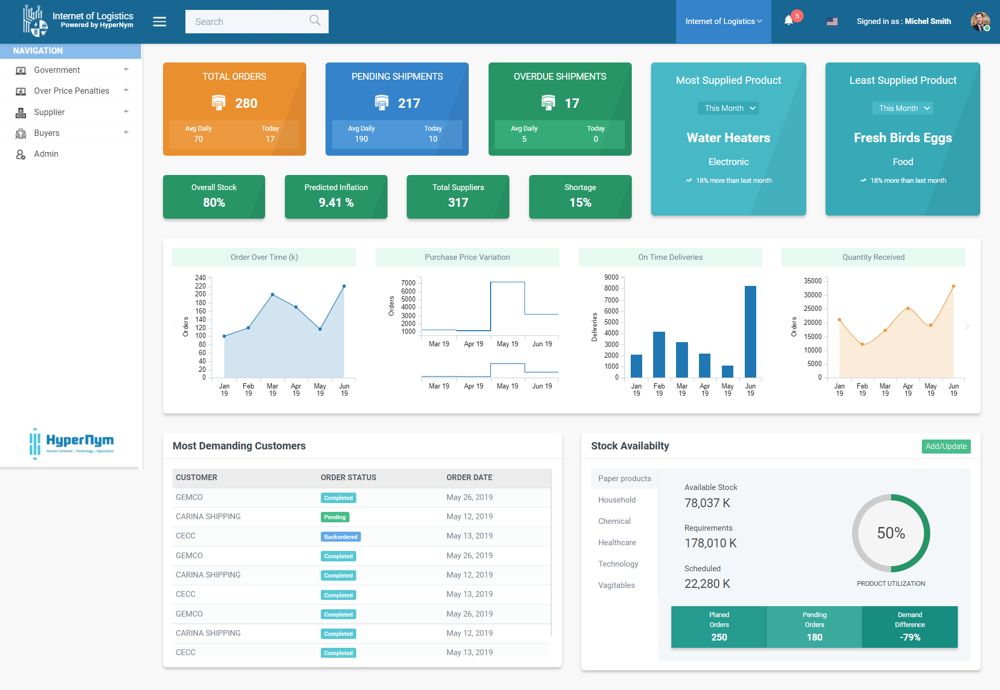 Internet of Logistics
Powered by HyperNym
Search
Internet of Logistics
5
Signed in as : Michel Smith
NAVIGATION
Government +
Over Price Penalties +
Supplier +
Buyers +
Admin
HyperNym
Human Centered | Technology | Operations
TOTAL ORDERS
280
Avg Daily Today
70 17
PENDING SHIPMENTS
217
Avg Daily Today
190 10
OVERDUE SHIPMENTS
17
Avg Daily Today
5 0
Most Supplied Product
This Month
Water Heaters
Electronic
18% more than last month
Least Supplied Product
This Month
Fresh Birds Eggs
Food
18% more than last month
Overall Stock
80%
Predicted Inflation
9.41 %
Total Suppliers
317
Shortage
15%
Order Over Time (k)
240
220
200
180
160
140
120
100
80
60
40
20
0
Orders
Jan Feb Mar Apr May Jun
19 19 19 19 19 19
Purchase Price Variation
7000
6000
5000
4000
3000
2000
1000
Orders
Mar 19 Apr 19 May 19 Jun 19
Mar 19 Apr 19 May 19 Jun 19
On Time Deliveries
9000
8000
7000
6000
5000
4000
3000
2000
1000
0
Deliveries
Jan Feb Mar Apr May Jun
19 19 19 19 19 19
Quantity Received
35000
30000
25000
20000
15000
10000
5000
0
Orders
Jan Feb Mar Apr May Jun
19 19 19 19 19 19
Most Demanding Customers
CUSTOMER ORDER STATUS ORDER DATE
GEMCO Completed May 26, 2019
CARINA SHIPPING Pending May 12, 2019
CECC Backordered May 13, 2019
GEMCO Completed May 26, 2019
CARINA SHIPPING Completed May 12, 2019
CECC Completed May 13, 2019
GEMCO Completed May 26, 2019
CARINA SHIPPING Completed May 12, 2019
CECC Completed May 13, 2019
Stock Availabilty
Add/Update
Paper products
Household
Chemical
Healthcare
Technology
Vagitables
Available Stock
78,037 K
Requirements
178,010 K
Scheduled
22,280 K
50%
PRODUCT UTILIZATION
Planed
Orders
250
Pending
Orders
180
Demand
Difference
-79%